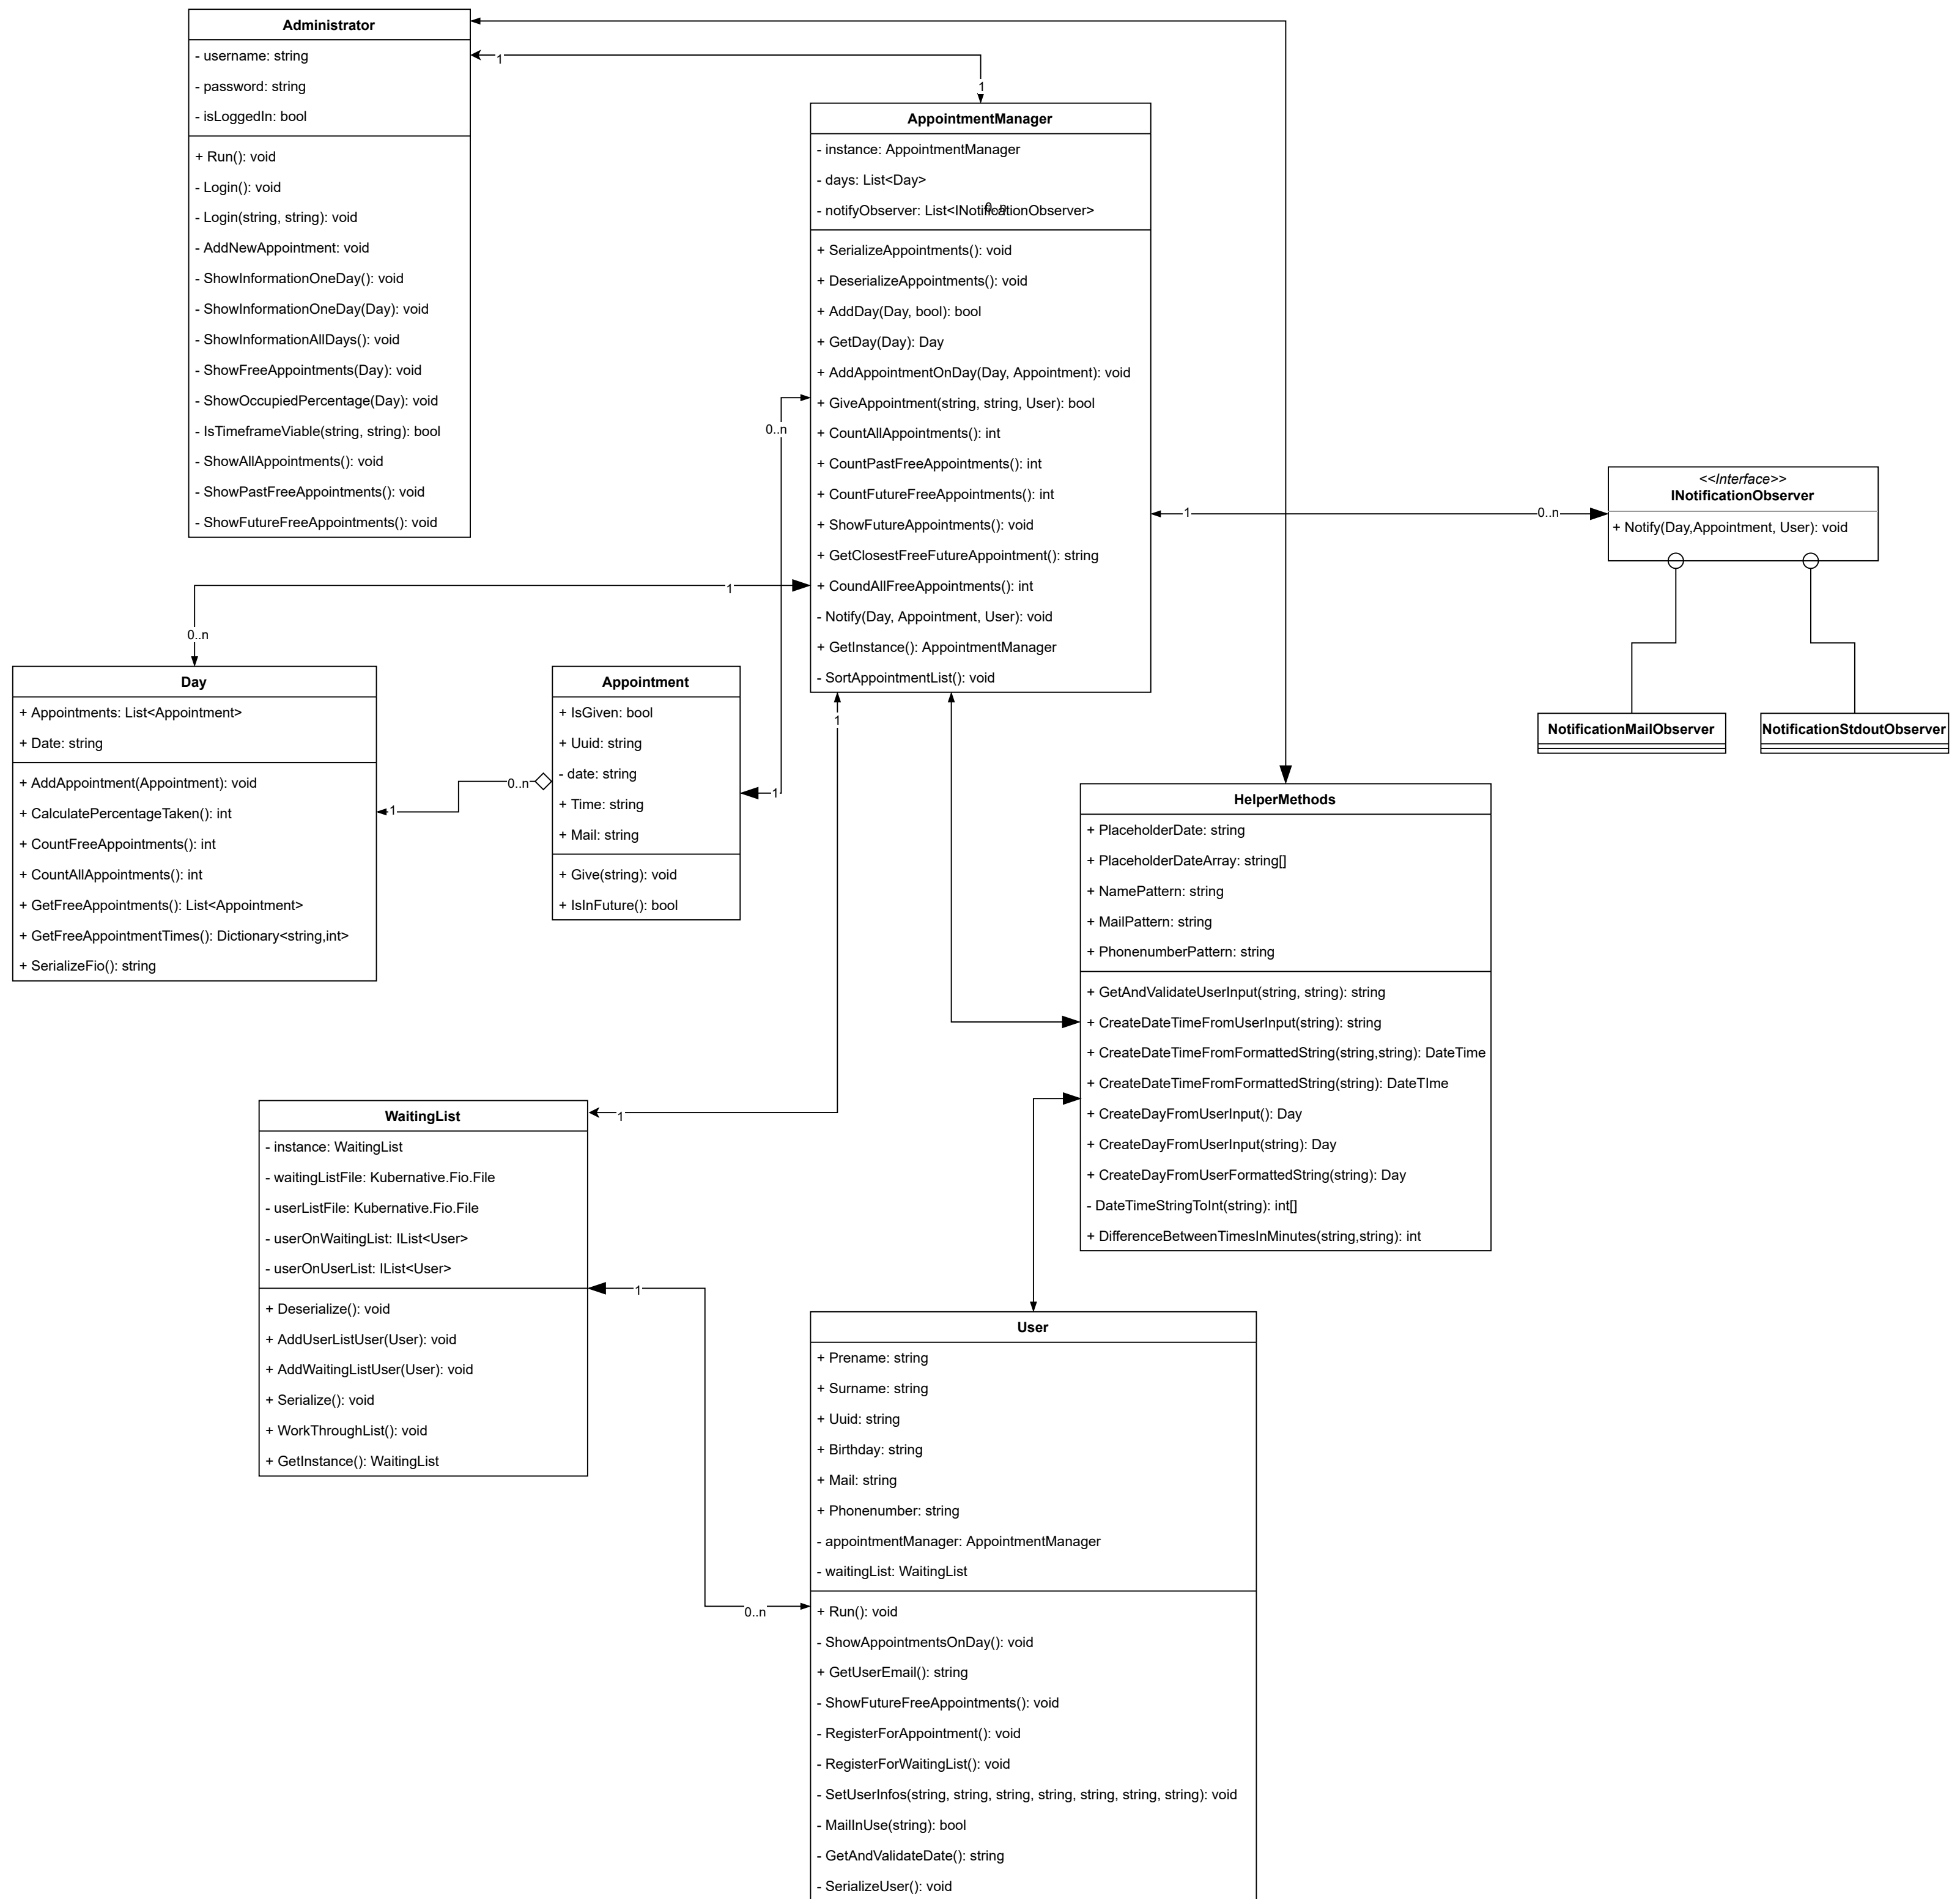 Administrator
- username: string
- password: string
- isLoggedIn: bool
+ Run(): void
- Login(): void
- Login(string, string): void
- AddNewAppointment: void
- ShowInformationOneDay(): void
- ShowInformationOneDay(Day): void
- ShowInformationAllDays(): void
- ShowFreeAppointments(Day): void
- ShowOccupiedPercentage(Day): void
- IsTimeframeViable(string, string): bool
- ShowAllAppointments(): void
- ShowPastFreeAppointments(): void
- ShowFutureFreeAppointments(): void
1
1
AppointmentManager
- instance: AppointmentManager
- days: List<Day>
- notifyObserver: List<INotificationObserver>
0..n
+ SerializeAppointments(): void
+ DeserializeAppointments(): void
+ AddDay(Day, bool): bool
+ GetDay(Day): Day
+ AddAppointmentOnDay(Day, Appointment): void
+ GiveAppointment(string, string, User): bool
+ CountAllAppointments(): int
+ CountPastFreeAppointments(): int
+ CountFutureFreeAppointments(): int
+ ShowFutureAppointments(): void
+ GetClosestFreeFutureAppointment(): string
+ CoundAllFreeAppointments(): int
- Notify(Day, Appointment, User): void
+ GetInstance(): AppointmentManager
- SortAppointmentList(): void
0..n
1
0..n
1
0..n
<<Interface>>
INotificationObserver
+ Notify(Day,Appointment, User): void
NotificationMailObserver
NotificationStdoutObserver
Day
+ Appointments: List<Appointment>
+ Date: string
+ AddAppointment(Appointment): void
+ CalculatePercentageTaken(): int
+ CountFreeAppointments(): int
+ CountAllAppointments(): int
+ GetFreeAppointments(): List<Appointment>
+ GetFreeAppointmentTimes(): Dictionary<string,int>
+ SerializeFio(): string
0..n
1
Appointment
+ IsGiven: bool
+ Uuid: string
- date: string
+ Time: string
+ Mail: string
+ Give(string): void
+ IsInFuture(): bool
1
1
HelperMethods
+ PlaceholderDate: string
+ PlaceholderDateArray: string[]
+ NamePattern: string
+ MailPattern: string
+ PhonenumberPattern: string
+ GetAndValidateUserInput(string, string): string
+ CreateDateTimeFromUserInput(string): string
+ CreateDateTimeFromFormattedString(string,string): DateTime
+ CreateDateTimeFromFormattedString(string): DateTIme
+ CreateDayFromUserInput(): Day
+ CreateDayFromUserInput(string): Day
+ CreateDayFromUserFormattedString(string): Day
- DateTimeStringToInt(string): int[]
+ DifferenceBetweenTimesInMinutes(string,string): int
1
WaitingList
- instance: WaitingList
- waitingListFile: Kubernative.Fio.File
- userListFile: Kubernative.Fio.File
- userOnWaitingList: IList<User>
- userOnUserList: IList<User>
+ Deserialize(): void
+ AddUserListUser(User): void
+ AddWaitingListUser(User): void
+ Serialize(): void
+ WorkThroughList(): void
+ GetInstance(): WaitingList
1
0..n
User
+ Prename: string
+ Surname: string
+ Uuid: string
+ Birthday: string
+ Mail: string
+ Phonenumber: string
- appointmentManager: AppointmentManager
- waitingList: WaitingList
+ Run(): void
- ShowAppointmentsOnDay(): void
+ GetUserEmail(): string
- ShowFutureFreeAppointments(): void
- RegisterForAppointment(): void
- RegisterForWaitingList(): void
- SetUserInfos(string, string, string, string, string, string, string): void
- MailInUse(string): bool
- GetAndValidateDate(): string
- SerializeUser(): void